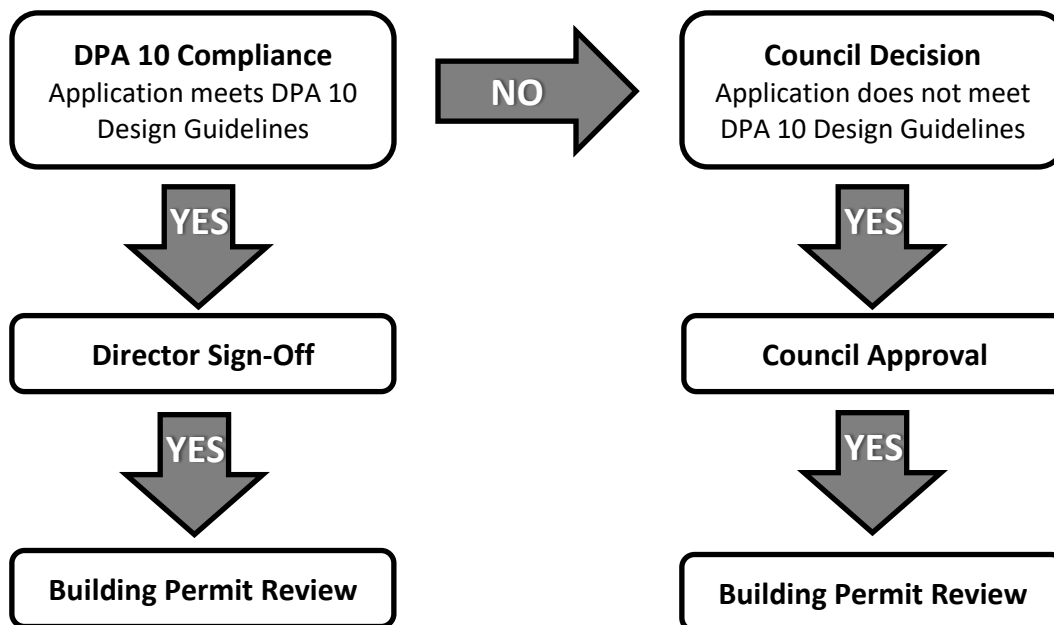 DPA 10 Compliance
Application meets DPA 10
Design Guidelines
NO
Council Decision
Application does not meet
DPA 10 Design Guidelines
YES
YES
Director Sign-Off
Council Approval
YES
YES
Building Permit Review
Building Permit Review